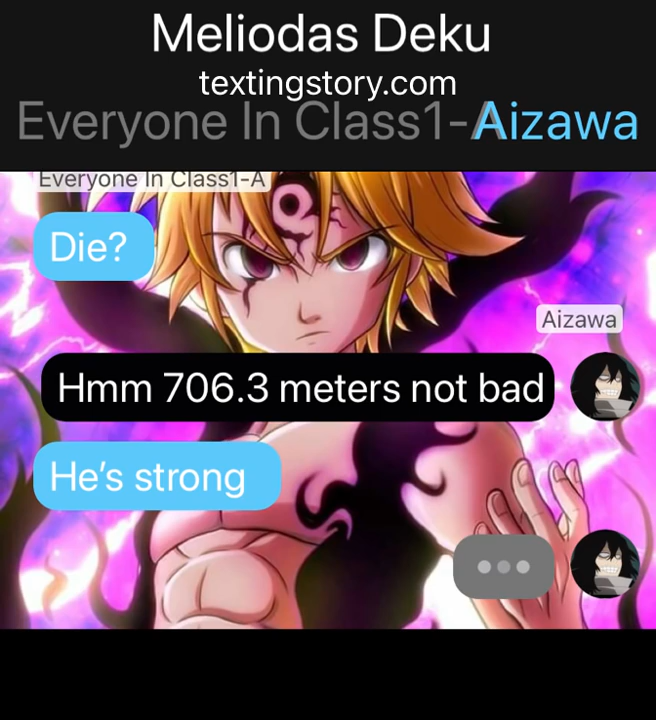 Meliodas Deku
textingstory.com
Everyone In Class1-Aizawa
Everyone In Class1-A
Die?
Aizawa
Hmm 706.3 meters not bad
He's strong